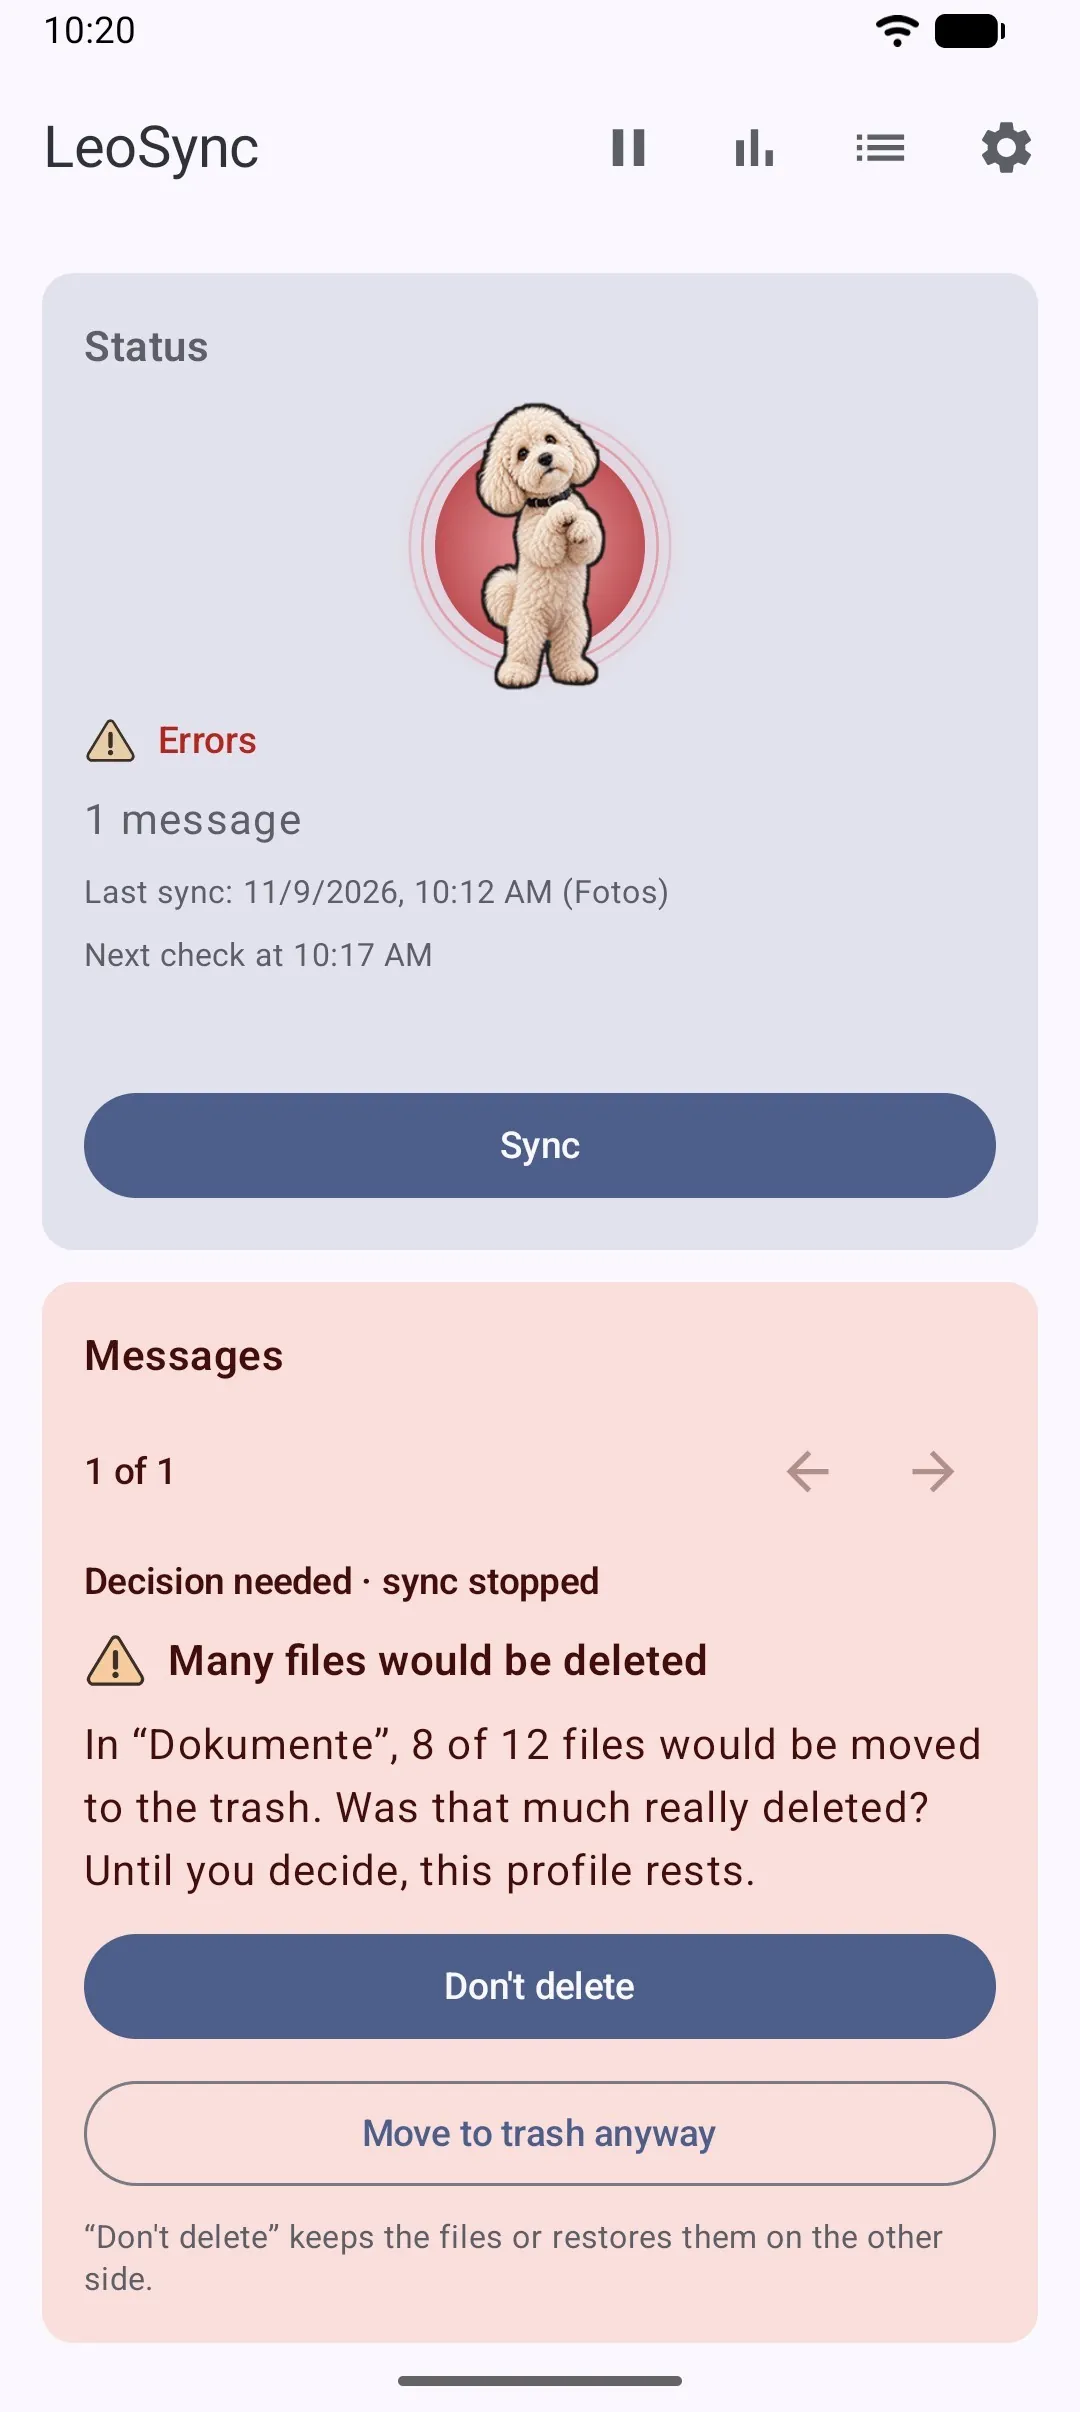 10:20
LeoSync
Status
Errors
1 message
Last sync: 11/9/2026, 10:12 AM (Fotos)
Next check at 10:17 AM
Sync
Messages
1 of 1
Decision needed · sync stopped
Many files would be deleted
In “Dokumente”, 8 of 12 files would be moved
to the trash. Was that much really deleted?
Until you decide, this profile rests.
Don't delete
Move to trash anyway
“Don't delete” keeps the files or restores them on the other
side.